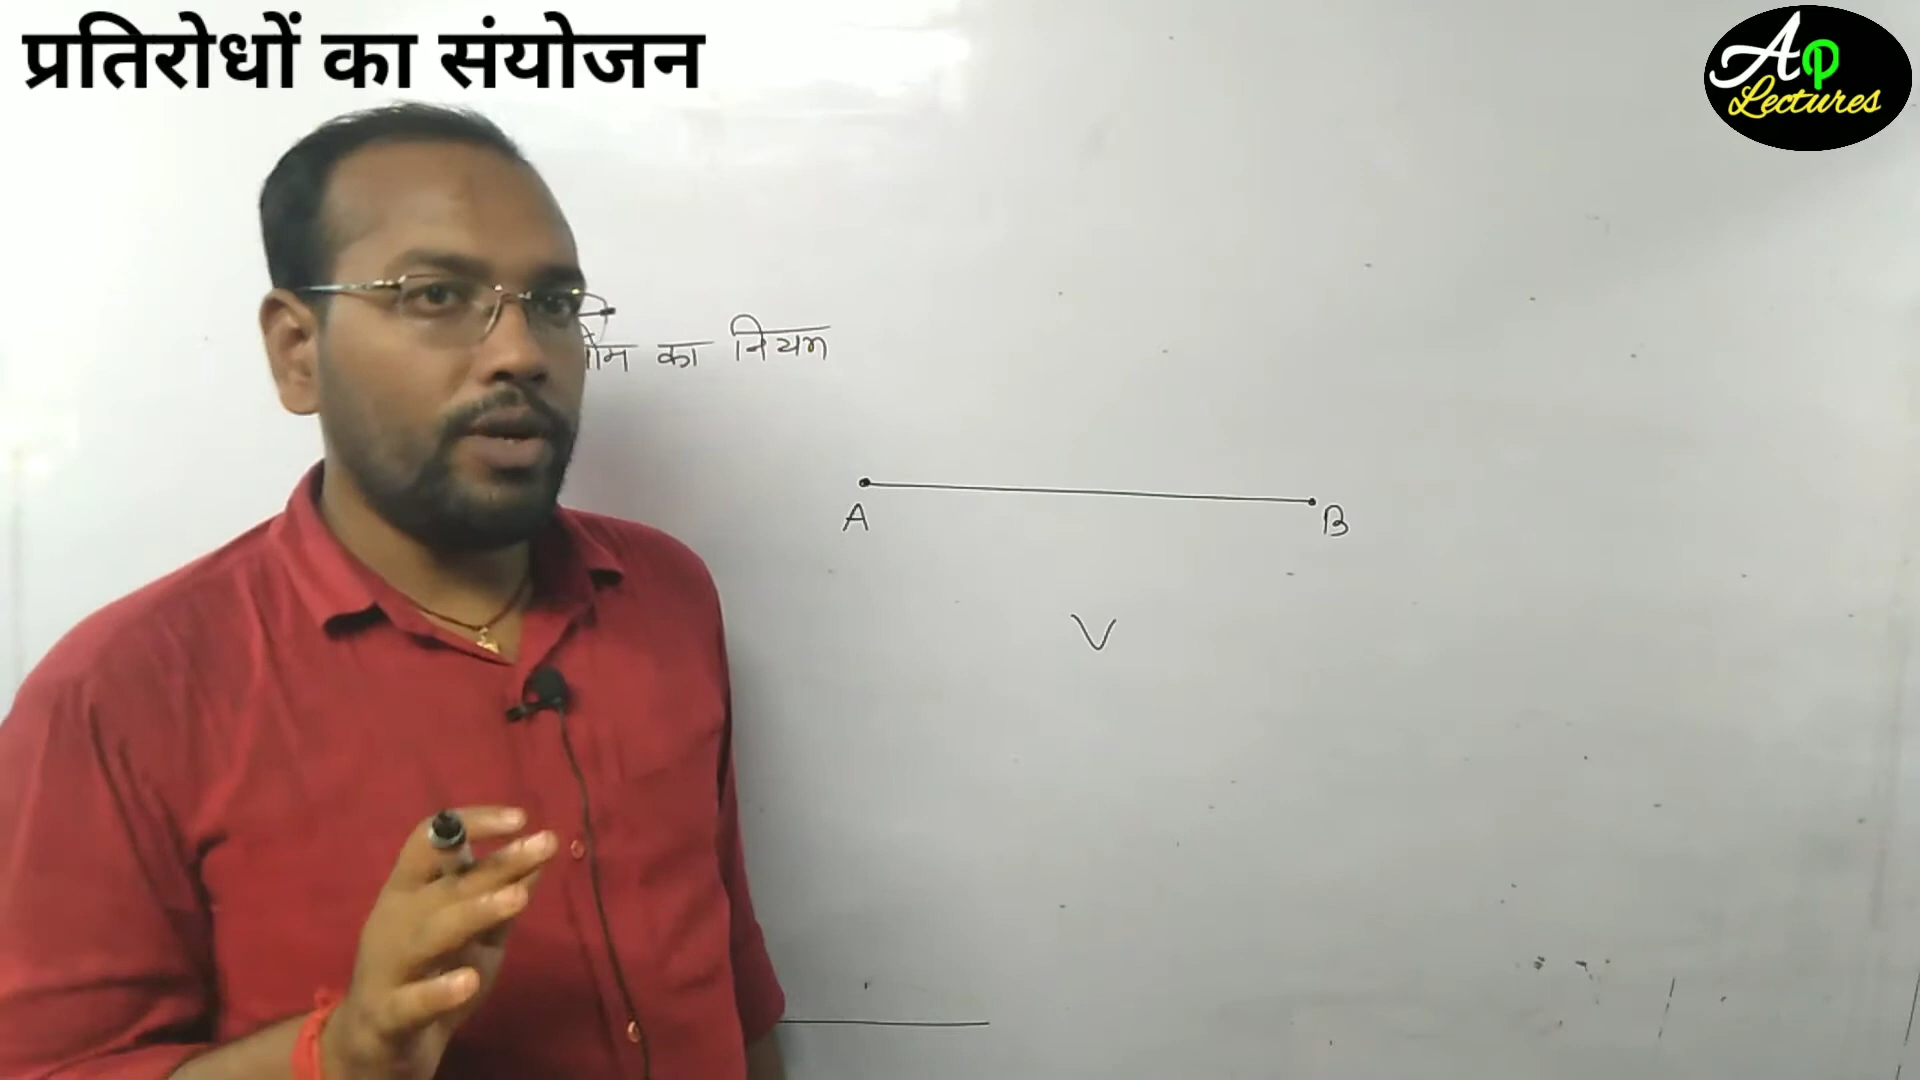 प्रतिरोधों का संयोजन
Ap
Lectures
का नियम
A
B
V